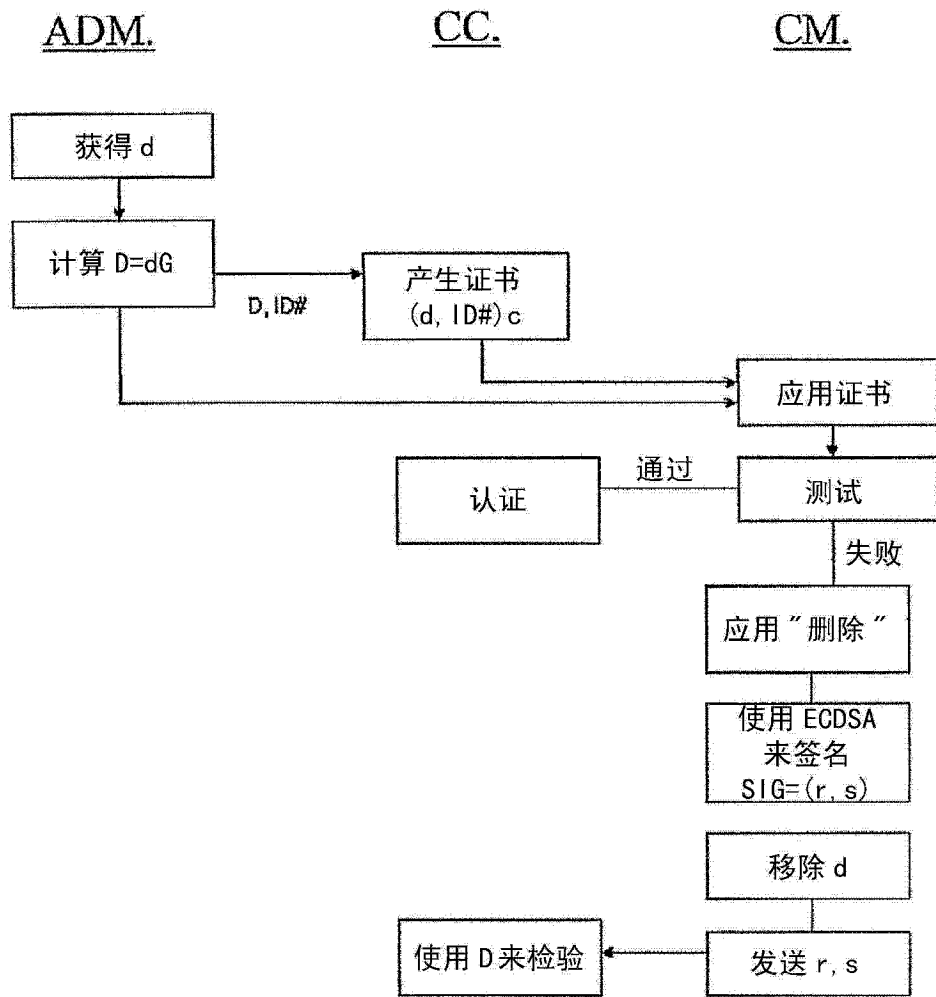 ADM.
CC.
CM.
获得 d
计算 D=dG
D,ID#
产生证书
(d,ID#)c
应用证书
认证
通过
测试
失败
应用"删除"
使用 ECDSA
来签名
SIG=(r,s)
移除 d
使用 D 来检验
发送 r,s